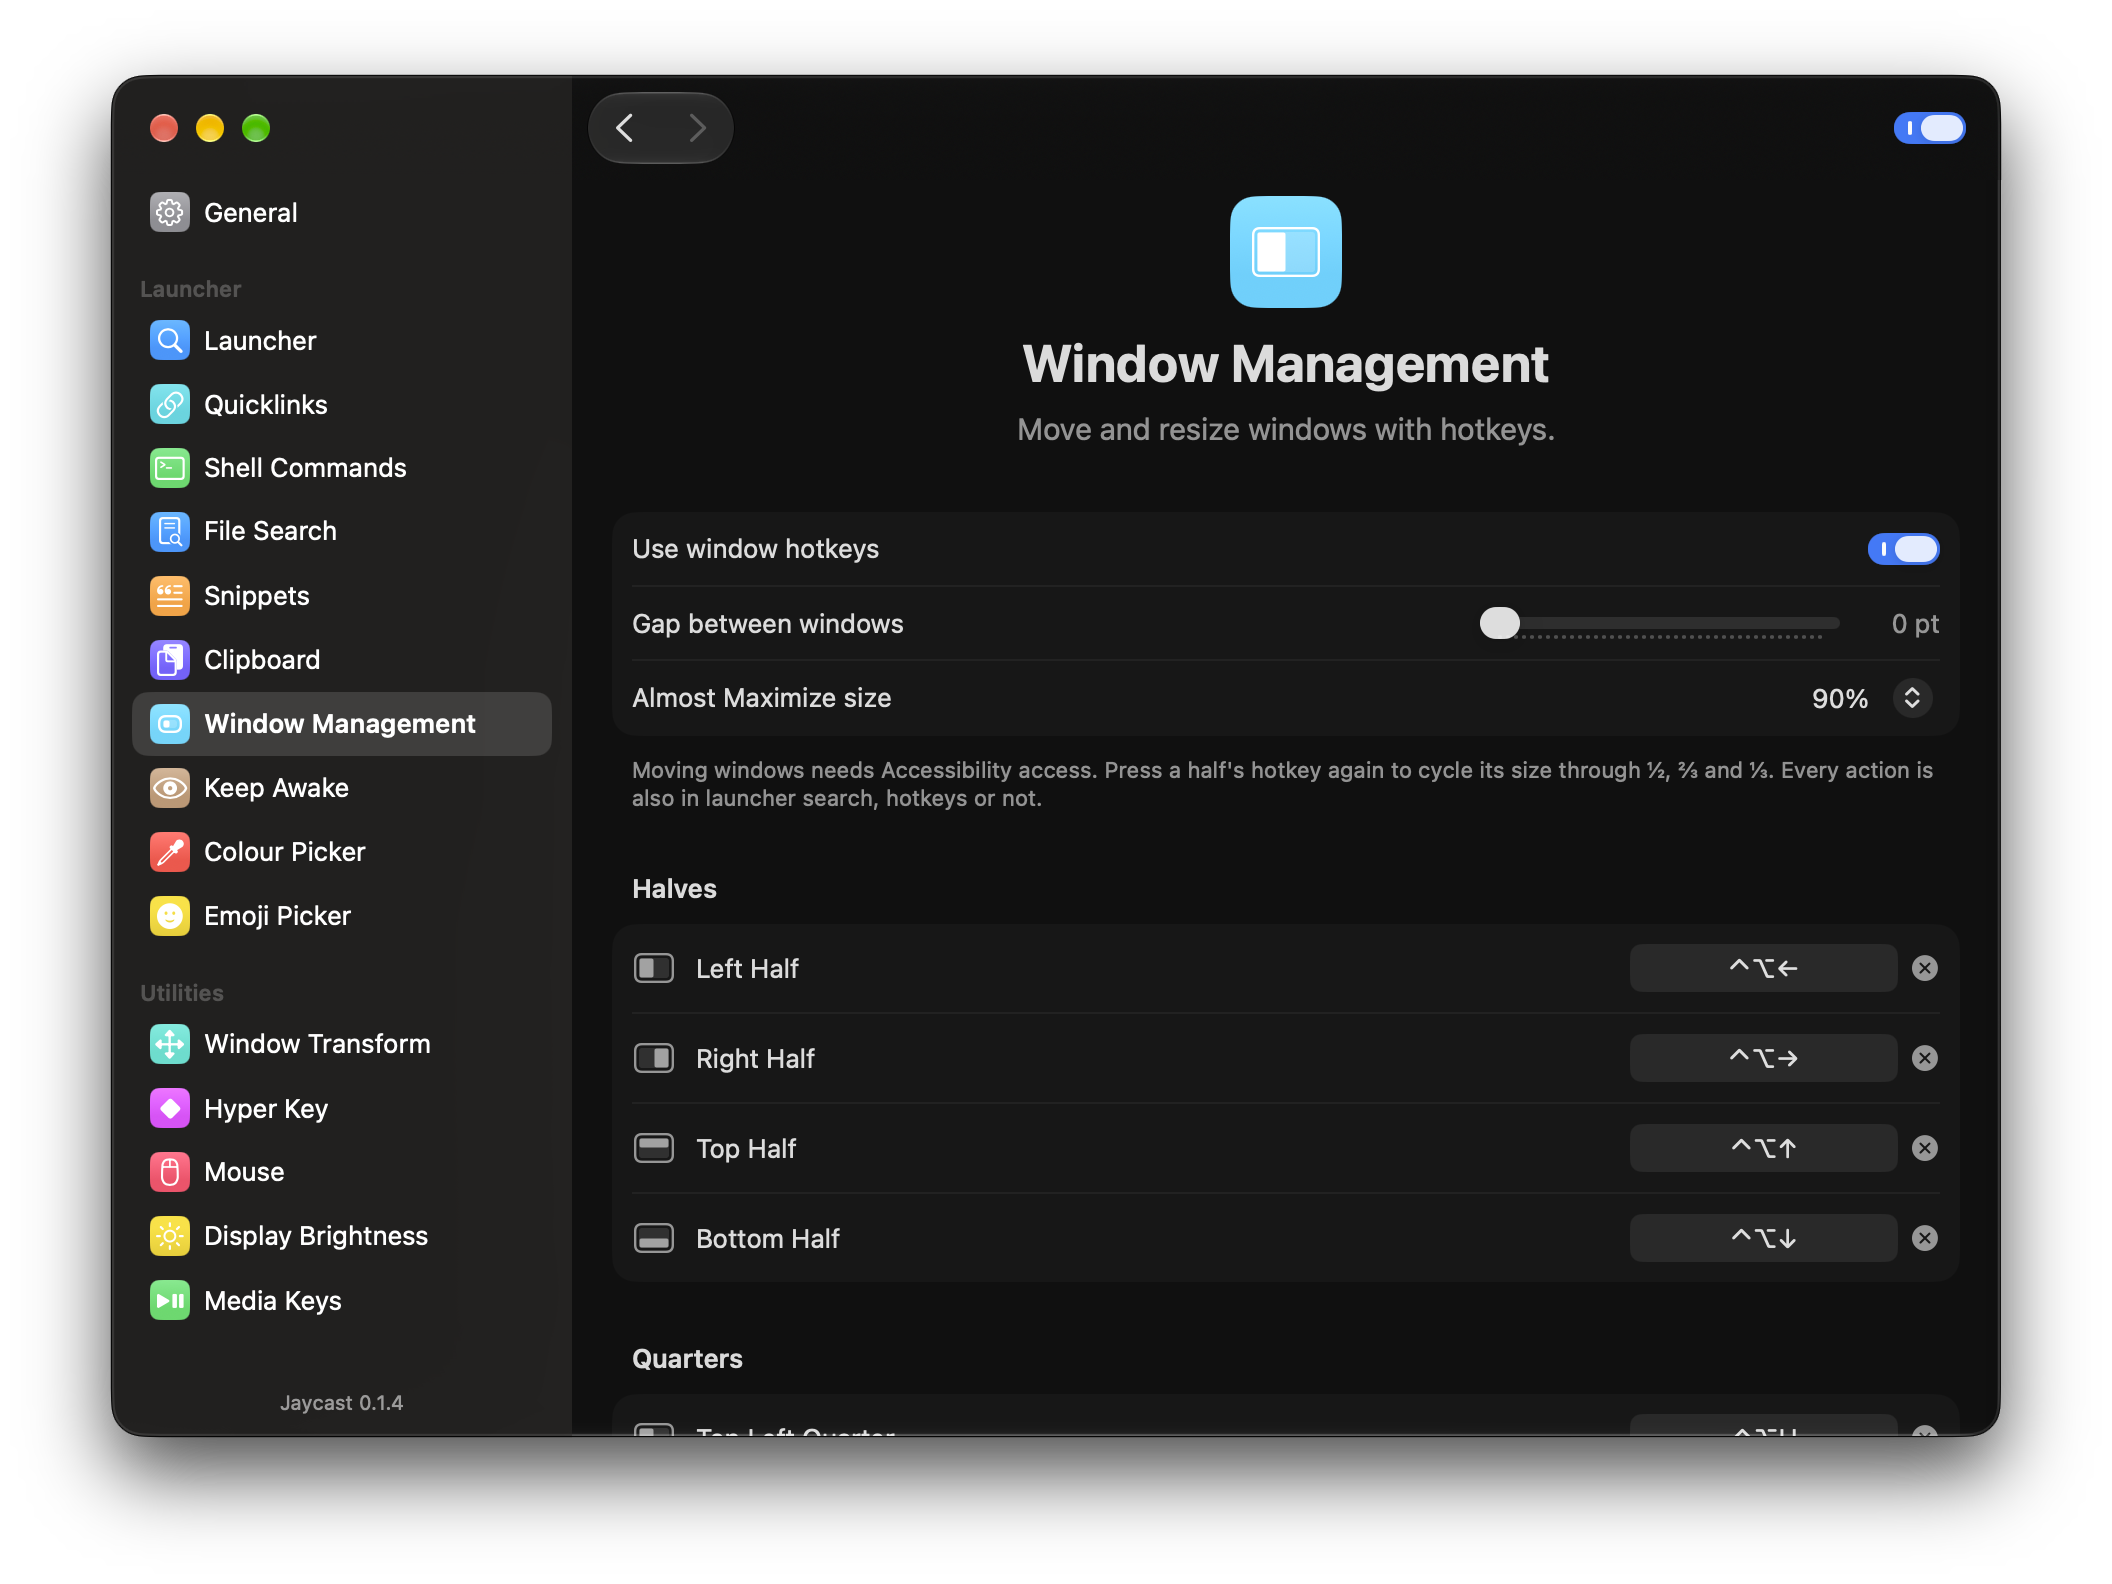 General
Launcher
Launcher
Quicklinks
Shell Commands
File Search
Snippets
Clipboard
Window Management
Keep Awake
Colour Picker
Emoji Picker
Utilities
Window Transform
Hyper Key
Mouse
Display Brightness
Media Keys
Jaycast 0.1.4
Window Management
Move and resize windows with hotkeys.
Use window hotkeys
Gap between windows 0 pt
Almost Maximize size 90%
Moving windows needs Accessibility access. Press a half's hotkey again to cycle its size through ½, ⅔ and ⅓. Every action is
also in launcher search, hotkeys or not.
Halves
Left Half ^⌥←
Right Half ^⌥→
Top Half ^⌥↑
Bottom Half ^⌥↓
Quarters
Top Left Quarter